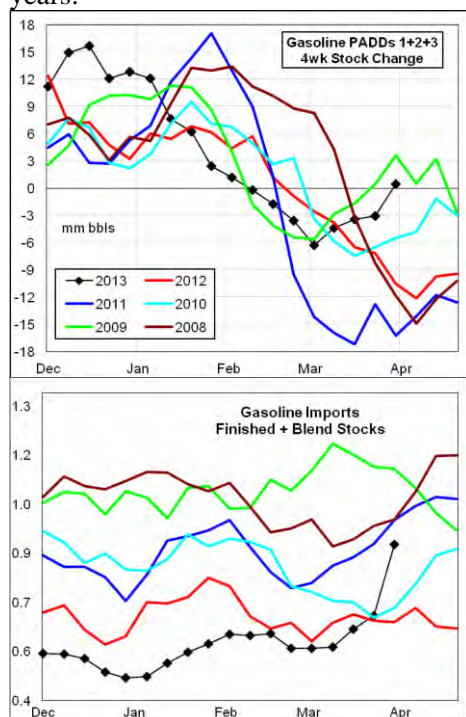 years.
Gasoline PADDs 1+2+3
4wk Stock Change
18
15
12
9
6
3
0
-3
-6
-9
-12
-15
-18
mm bbls
2013 2012
2011 2010
2009 2008
Dec Jan Feb Mar Apr
Gasoline Imports
Finished + Blend Stocks
1.3
1.2
1.0
0.9
0.7
0.6
0.4
Dec Jan Feb Mar Apr